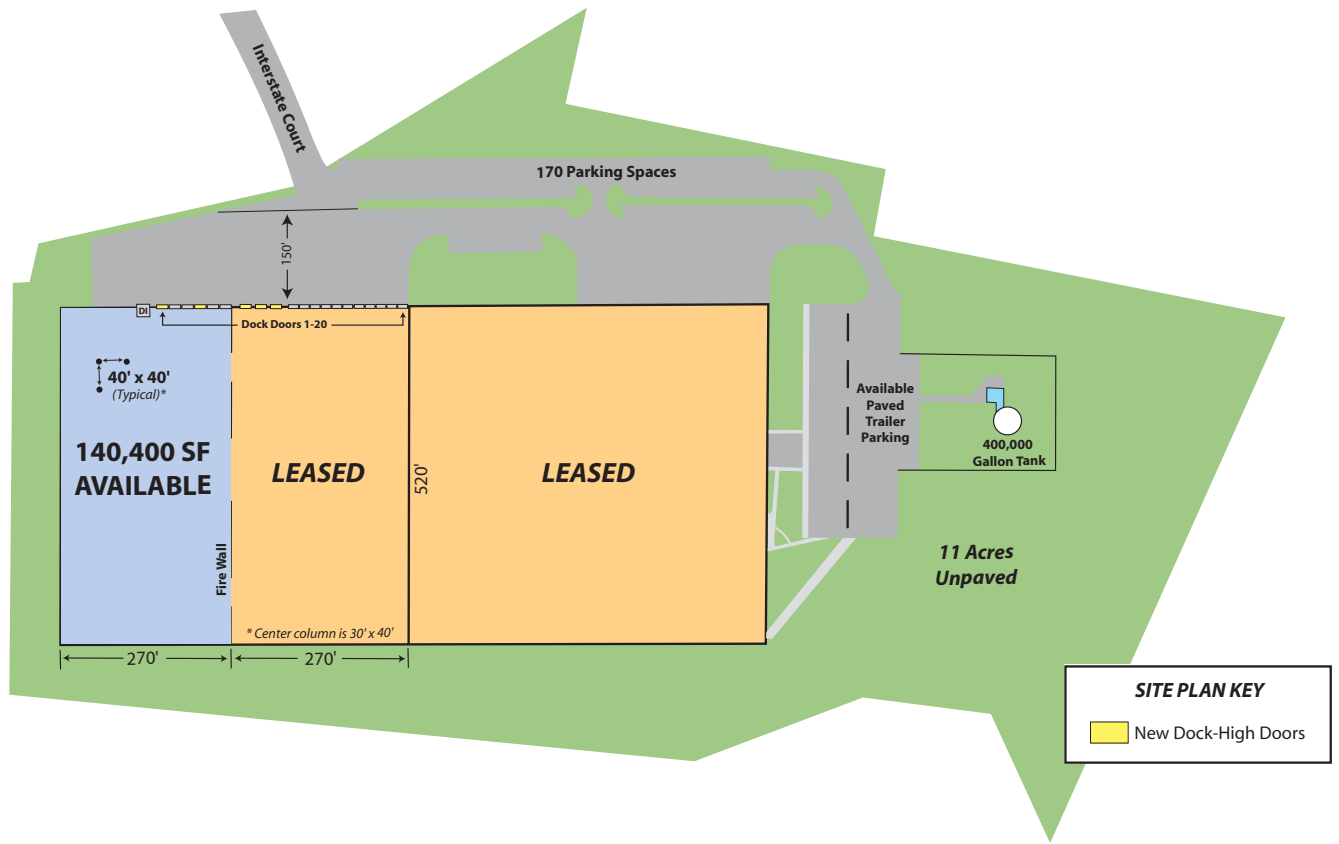 Interstate Court
170 Parking Spaces
150'
DI
Dock Doors 1-20
40' x 40'
(Typical)*
140,400 SF
AVAILABLE
LEASED
520'
LEASED
Fire Wall
* Center column is 30' x 40'
270'
270'
Available
Paved
Trailer
Parking
400,000
Gallon Tank
11 Acres
Unpaved
SITE PLAN KEY
New Dock-High Doors